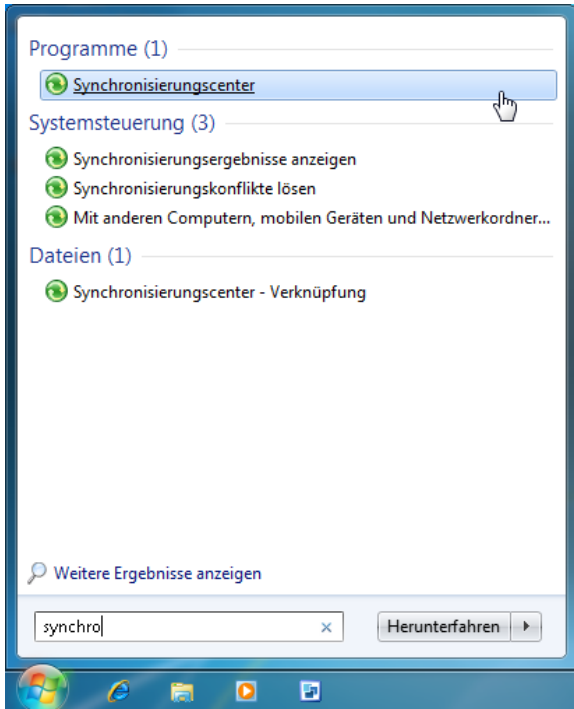 Programme (1)
Synchronisierungscenter
Systemsteuerung (3)
Synchronisierungsergebnisse anzeigen
Synchronisierungskonflikte lösen
Mit anderen Computern, mobilen Geräten und Netzwerkordner...
Dateien (1)
Synchronisierungscenter - Verknüpfung
Weitere Ergebnisse anzeigen
synchro
Herunterfahren